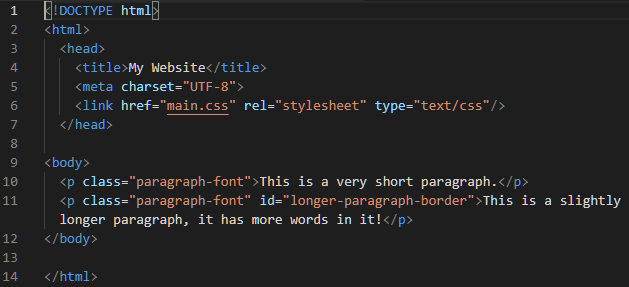 1 <!DOCTYPE html>
2 <html>
3   <head>
4     <title>My Website</title>
5     <meta charset="UTF-8">
6     <link href="main.css" rel="stylesheet" type="text/css"/>
7   </head>
8
9 <body>
10   <p class="paragraph-font">This is a very short paragraph.</p>
11   <p class="paragraph-font" id="longer-paragraph-border">This is a slightly
   longer paragraph, it has more words in it!</p>
12 </body>
13
14 </html>